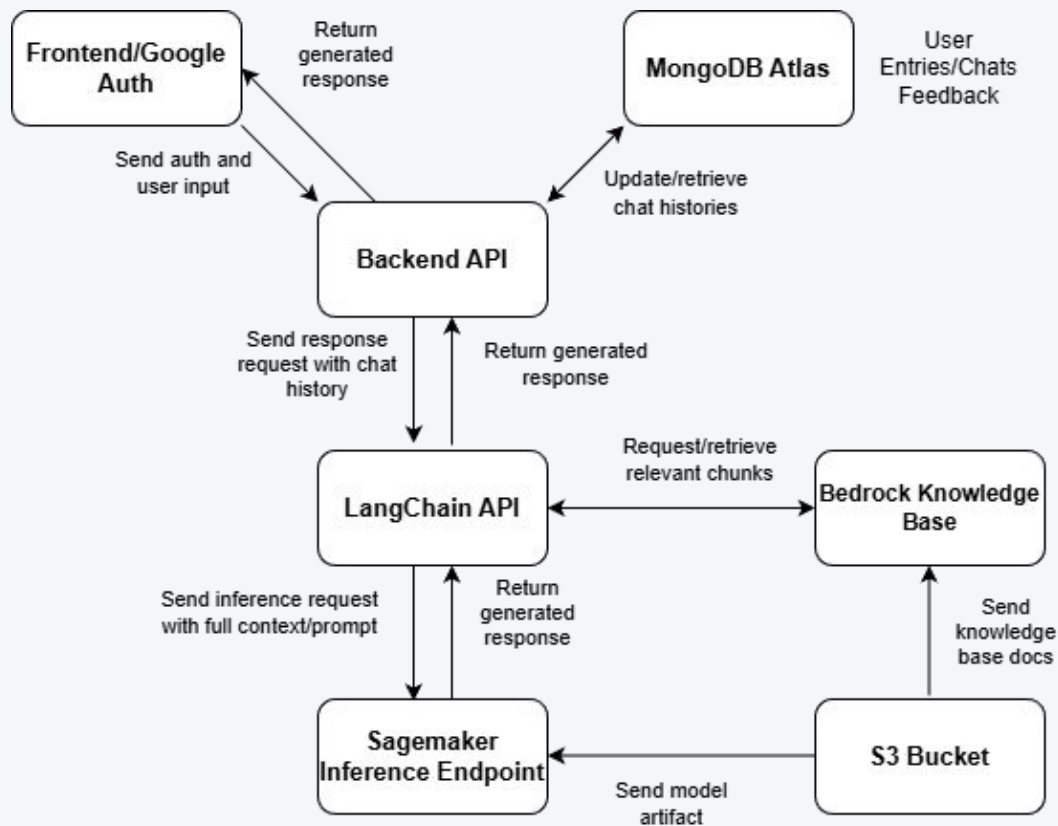 Frontend/Google
Auth
Return
generated
response
MongoDB Atlas
User
Entries/Chats
Feedback
Send auth and
user input
Update/retrieve
chat histories
Backend API
Send response
request with chat
history
Return generated
response
Request/retrieve
relevant chunks
LangChain API
Bedrock Knowledge
Base
Send inference request
with full context/prompt
Return
generated
response
Send
knowledge
base docs
Sagemaker
Inference Endpoint
S3 Bucket
Send model
artifact